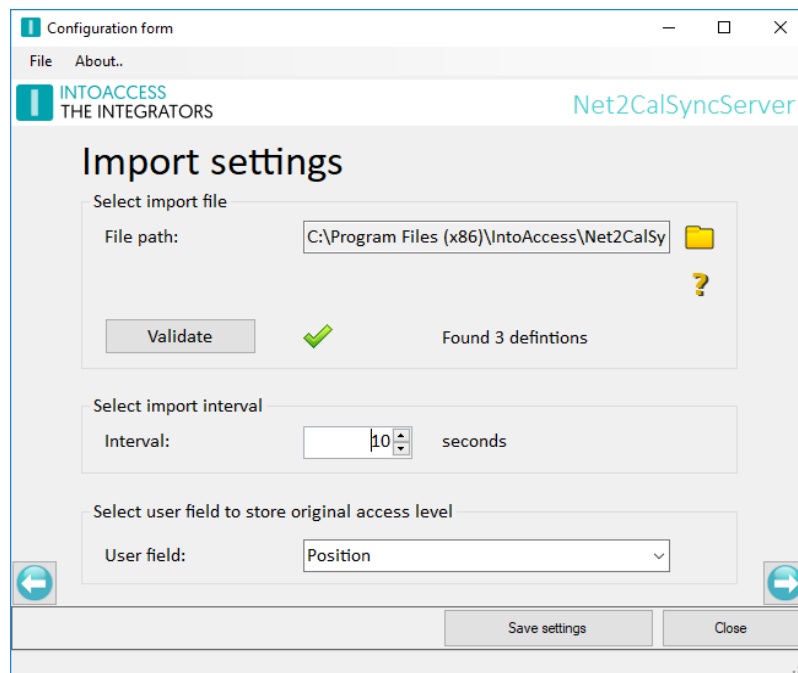 Configuration form
File About..
INTOACCESS
THE INTEGRATORS
Net2CalSyncServer
Import settings
Select import file
File path: C:\Program Files (x86)\IntoAccess\Net2CalSy
?
Validate Found 3 defintions
Select import interval
Interval: 10 seconds
Select user field to store original access level
User field: Position
Save settings Close